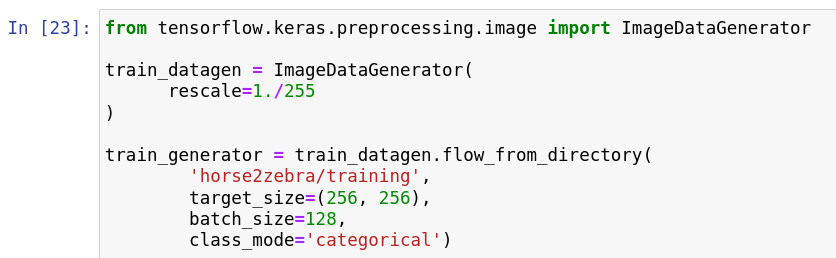 In [23]: from tensorflow.keras.preprocessing.image import ImageDataGenerator
train_datagen = ImageDataGenerator(
rescale=1./255
)
train_generator = train_datagen.flow_from_directory(
'horse2zebra/training',
target_size=(256, 256),
batch_size=128,
class_mode='categorical')